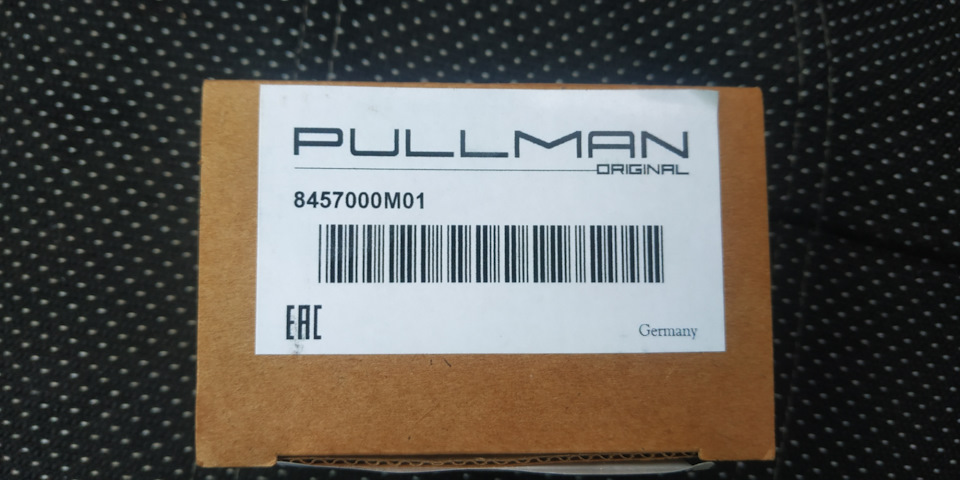 PULLMAN
ORIGINAL
8457000M01
EAC
Germany